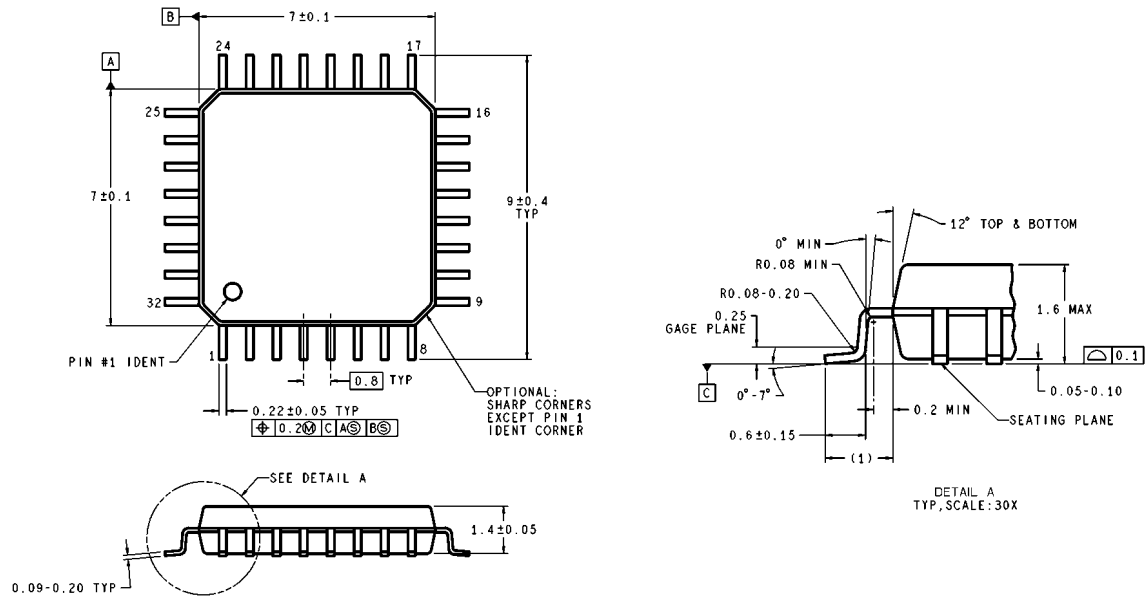 B
7±0.1
24
17
A
25
16
7±0.1
9±0.4
TYP
32
9
PIN #1 IDENT
1
8
0.8 TYP
OPTIONAL:
SHARP CORNERS
EXCEPT PIN 1
IDENT CORNER
0.22±0.05 TYP
⌖ 0.2Ⓜ C AⓈ BⓈ
SEE DETAIL A
1.4±0.05
0.09-0.20 TYP
12° TOP & BOTTOM
0° MIN
R0.08 MIN
R0.08-0.20
0.25
GAGE PLANE
1.6 MAX
⌓ 0.1
C
0°-7°
0.05-0.10
0.2 MIN
SEATING PLANE
0.6±0.15
(1)
DETAIL A
TYP,SCALE:30X